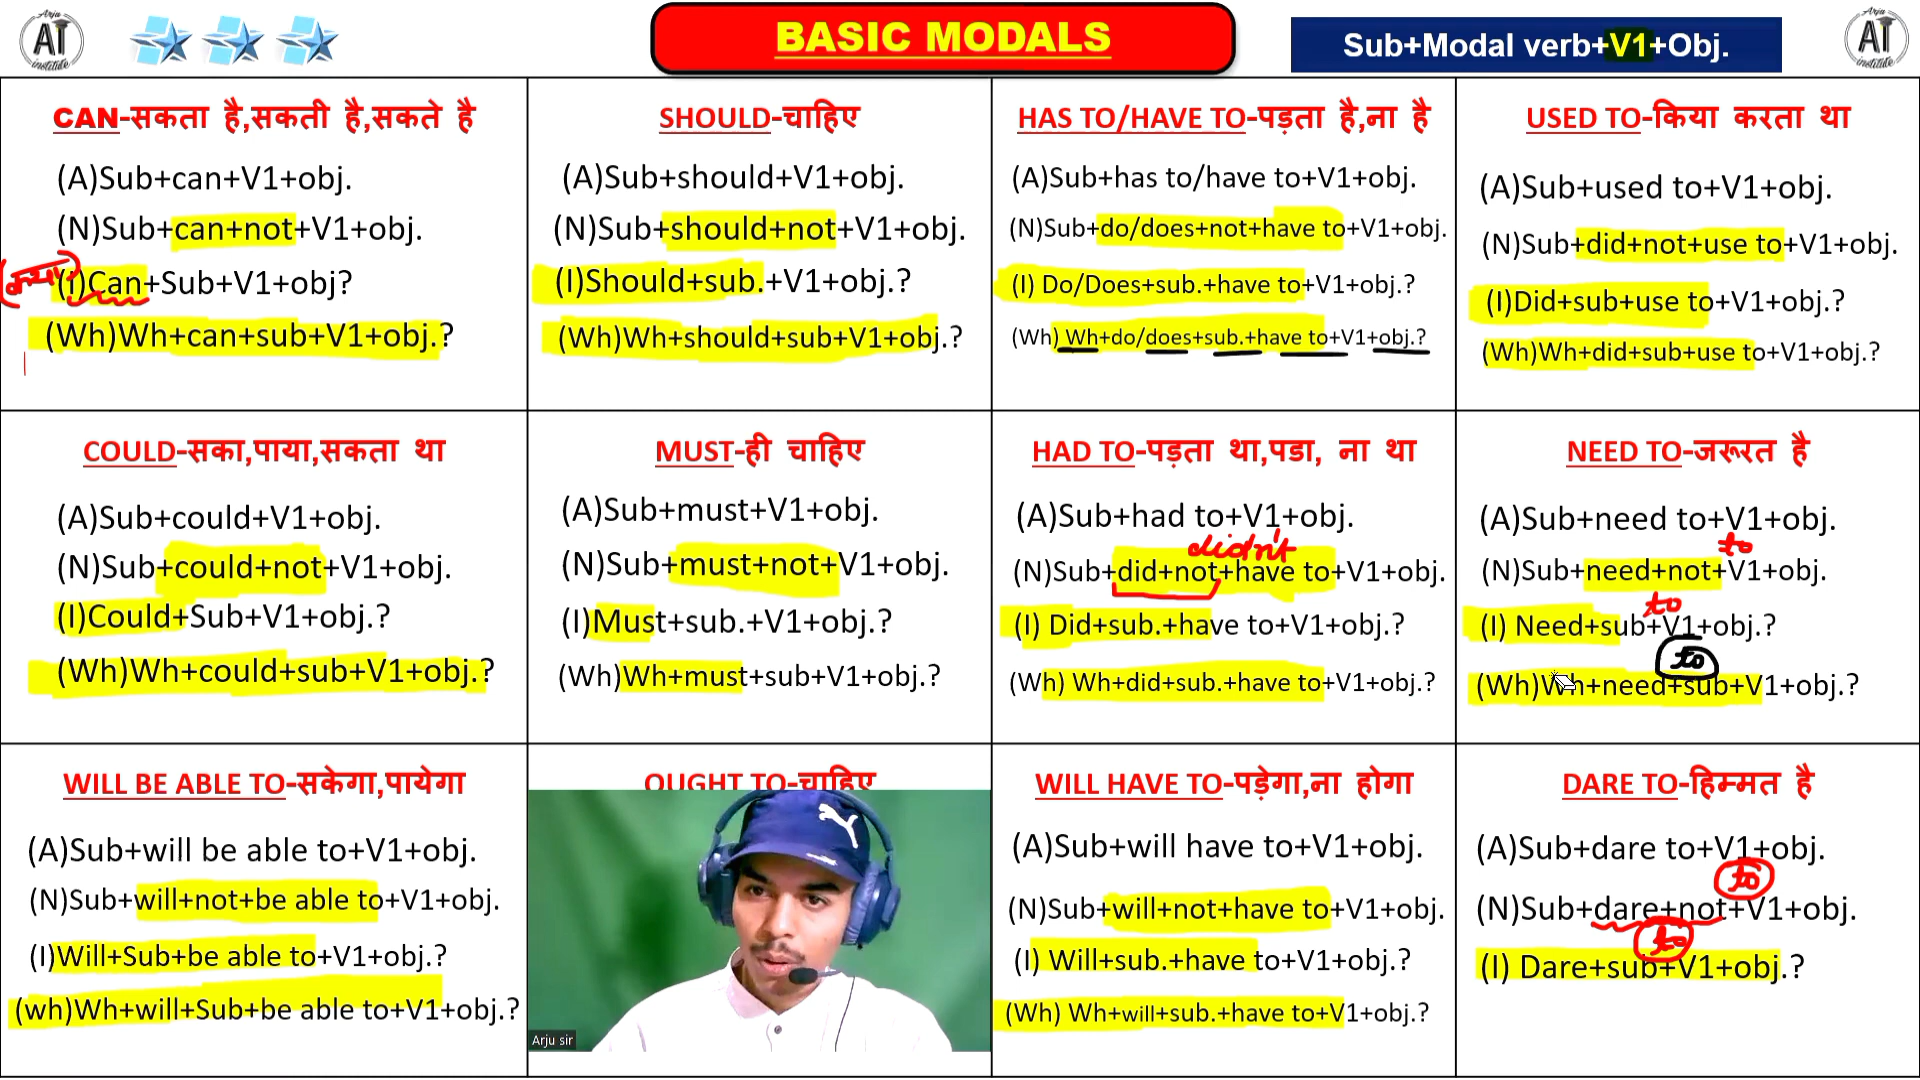 Arju
AT
institute
BASIC MODALS
Sub+Modal verb+V1+Obj.
Arju
AT
institute
CAN-सकता है,सकती है,सकते है
(A)Sub+can+V1+obj.
(N)Sub+can+not+V1+obj.
(I)Can+Sub+V1+obj?
(Wh)Wh+can+sub+V1+obj.?
SHOULD-चाहिए
(A)Sub+should+V1+obj.
(N)Sub+should+not+V1+obj.
(I)Should+sub.+V1+obj.?
(Wh)Wh+should+sub+V1+obj.?
HAS TO/HAVE TO-पड़ता है,ना है
(A)Sub+has to/have to+V1+obj.
(N)Sub+do/does+not+have to+V1+obj.
(I) Do/Does+sub.+have to+V1+obj.?
(Wh) Wh+do/does+sub.+have to+V1+obj.?
USED TO-किया करता था
(A)Sub+used to+V1+obj.
(N)Sub+did+not+use to+V1+obj.
(I)Did+sub+use to+V1+obj.?
(Wh)Wh+did+sub+use to+V1+obj.?
COULD-सका,पाया,सकता था
(A)Sub+could+V1+obj.
(N)Sub+could+not+V1+obj.
(I)Could+Sub+V1+obj.?
(Wh)Wh+could+sub+V1+obj.?
MUST-ही चाहिए
(A)Sub+must+V1+obj.
(N)Sub+must+not+V1+obj.
(I)Must+sub.+V1+obj.?
(Wh)Wh+must+sub+V1+obj.?
HAD TO-पड़ता था,पडा, ना था
(A)Sub+had to+V1+obj.
didn't
(N)Sub+did+not+have to+V1+obj.
(I) Did+sub.+have to+V1+obj.?
(Wh) Wh+did+sub.+have to+V1+obj.?
NEED TO-जरूरत है
(A)Sub+need to+V1+obj.
to
(N)Sub+need+not+V1+obj.
to
(I) Need+sub+V1+obj.?
to
(Wh)Wh+need+sub+V1+obj.?
WILL BE ABLE TO-सकेगा,पायेगा
(A)Sub+will be able to+V1+obj.
(N)Sub+will+not+be able to+V1+obj.
(I)Will+Sub+be able to+V1+obj.?
(wh)Wh+will+Sub+be able to+V1+obj.?
OUGHT TO-चाहिए
Arju sir
WILL HAVE TO-पड़ेगा,ना होगा
(A)Sub+will have to+V1+obj.
(N)Sub+will+not+have to+V1+obj.
(I) Will+sub.+have to+V1+obj.?
(Wh) Wh+will+sub.+have to+V1+obj.?
DARE TO-हिम्मत है
(A)Sub+dare to+V1+obj.
to
(N)Sub+dare+not+V1+obj.
to
(I) Dare+sub+V1+obj.?